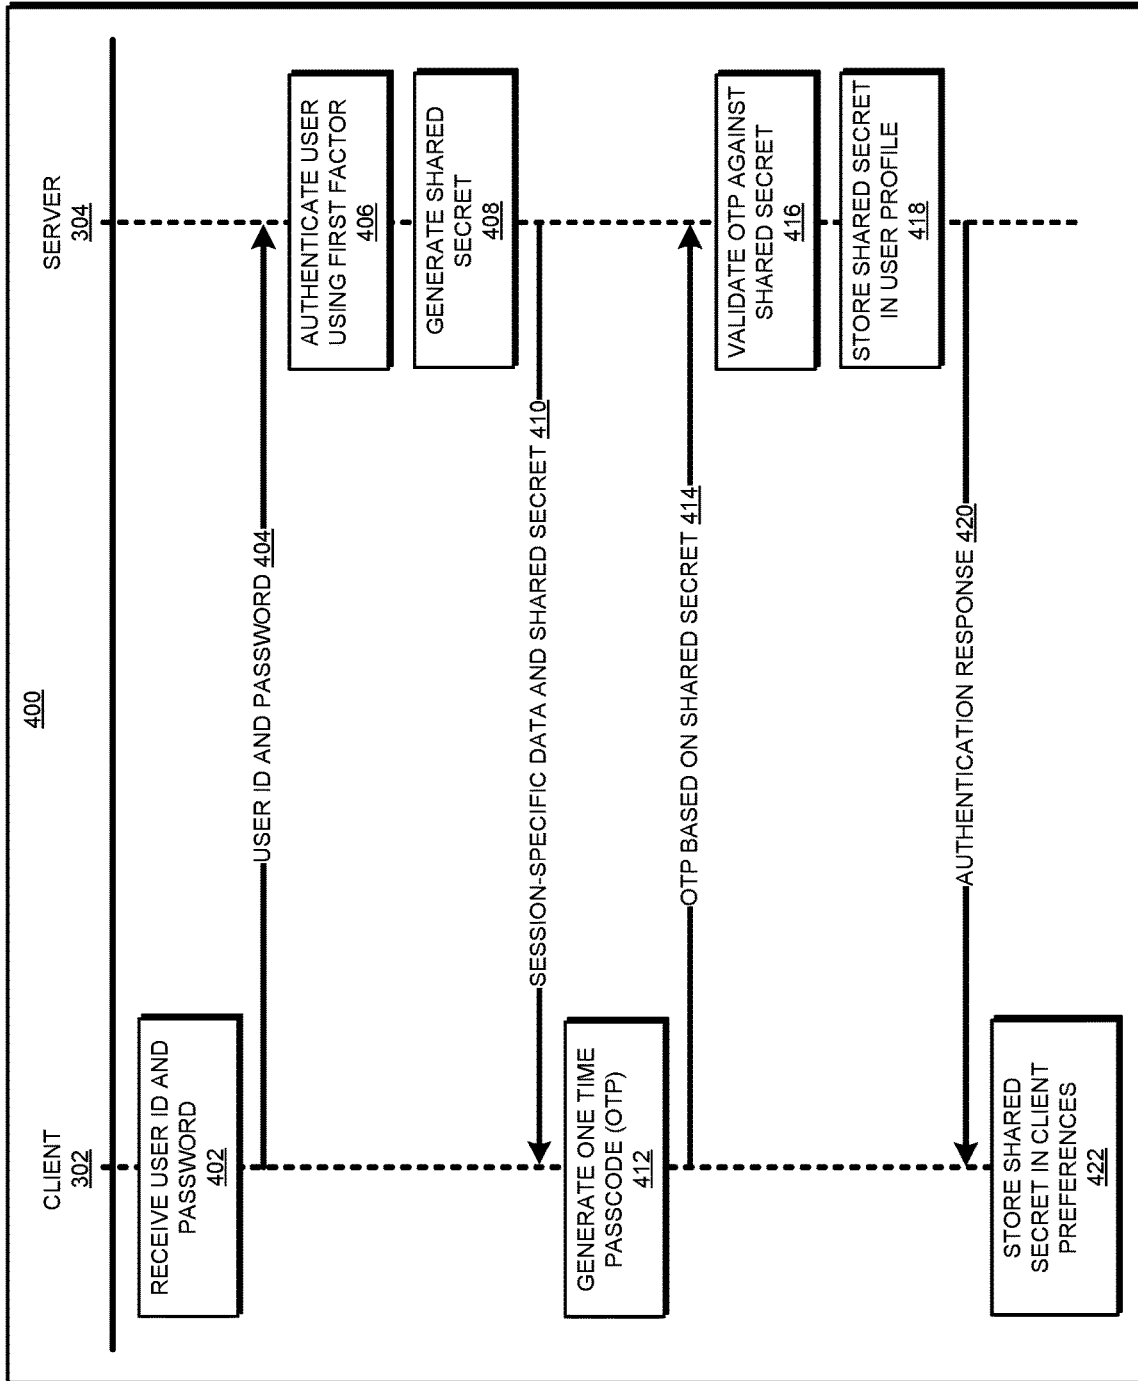 400
CLIENT
302
SERVER
304
RECEIVE USER ID AND
PASSWORD
402
USER ID AND PASSWORD 404
AUTHENTICATE USER
USING FIRST FACTOR
406
GENERATE SHARED
SECRET
408
SESSION-SPECIFIC DATA AND SHARED SECRET 410
GENERATE ONE TIME
PASSCODE (OTP)
412
OTP BASED ON SHARED SECRET 414
VALIDATE OTP AGAINST
SHARED SECRET
416
STORE SHARED SECRET
IN USER PROFILE
418
AUTHENTICATION RESPONSE 420
STORE SHARED
SECRET IN CLIENT
PREFERENCES
422